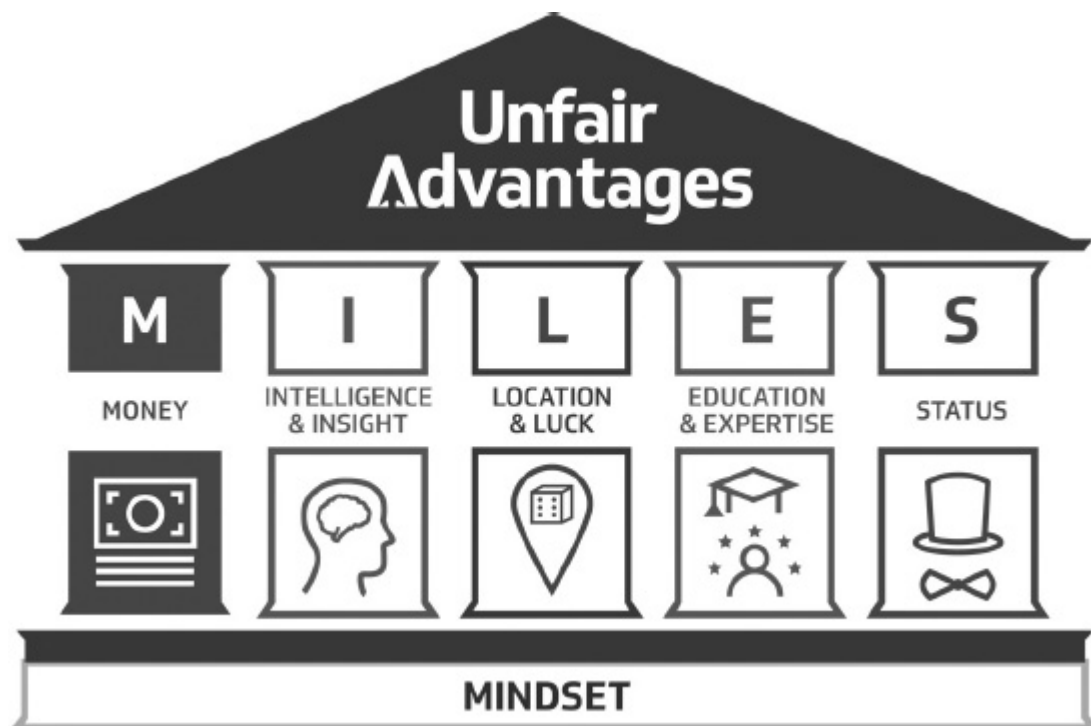 Unfair
Advantages
M I L E S
MONEY
INTELLIGENCE
& INSIGHT
LOCATION
& LUCK
EDUCATION
& EXPERTISE
STATUS
MINDSET